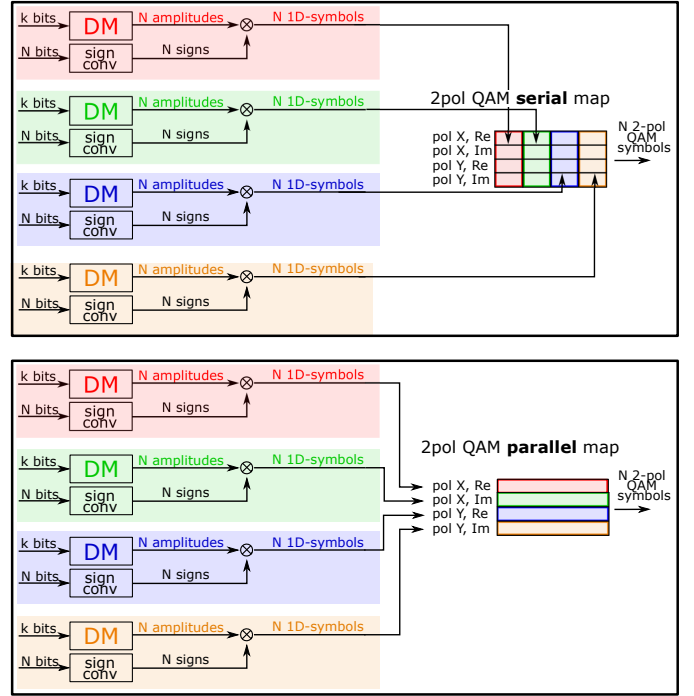 k bits
DM
N amplitudes
N 1D-symbols
N bits
sign
conv
N signs
k bits
DM
N amplitudes
N 1D-symbols
N bits
sign
conv
N signs
2pol QAM serial map
pol X, Re
pol X, Im
pol Y, Re
pol Y, Im
N 2-pol
QAM
symbols
k bits
DM
N amplitudes
N 1D-symbols
N bits
sign
conv
N signs
k bits
DM
N amplitudes
N 1D-symbols
N bits
sign
conv
N signs
k bits
DM
N amplitudes
N 1D-symbols
N bits
sign
conv
N signs
k bits
DM
N amplitudes
N 1D-symbols
N bits
sign
conv
N signs
2pol QAM parallel map
pol X, Re
pol X, Im
pol Y, Re
pol Y, Im
N 2-pol
QAM
symbols
k bits
DM
N amplitudes
N 1D-symbols
N bits
sign
conv
N signs
k bits
DM
N amplitudes
N 1D-symbols
N bits
sign
conv
N signs